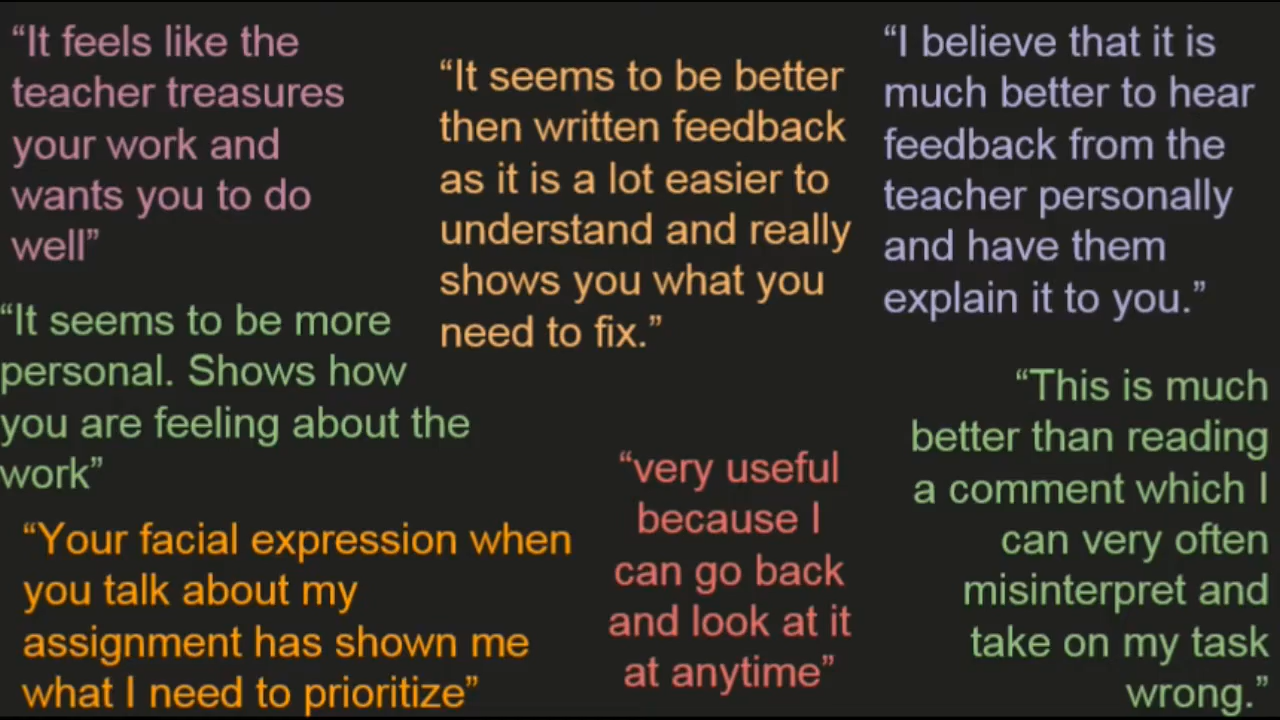 “It feels like the
teacher treasures
your work and
wants you to do
well”
“It seems to be better
then written feedback
as it is a lot easier to
understand and really
shows you what you
need to fix.”
“I believe that it is
much better to hear
feedback from the
teacher personally
and have them
explain it to you.”
“It seems to be more
personal. Shows how
you are feeling about the
work”
“This is much
better than reading
a comment which I
can very often
misinterpret and
take on my task
wrong.”
“Your facial expression when
you talk about my
assignment has shown me
what I need to prioritize”
“very useful
because I
can go back
and look at it
at anytime”